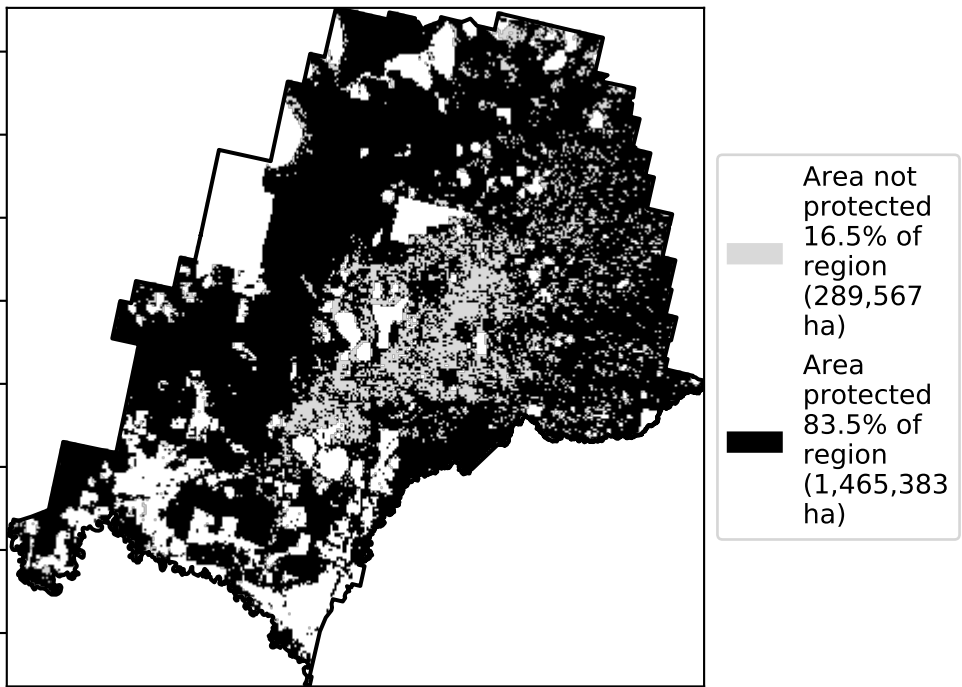 Area not
protected
16.5% of
region
(289,567
ha)
Area
protected
83.5% of
region
(1,465,383
ha)